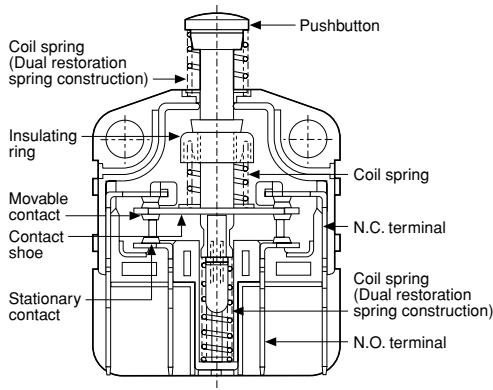 Pushbutton
Coil spring
(Dual restoration
spring construction)
Insulating
ring
Coil spring
Movable
contact
N.C. terminal
Contact
shoe
Coil spring
(Dual restoration
spring construction)
Stationary
contact
N.O. terminal